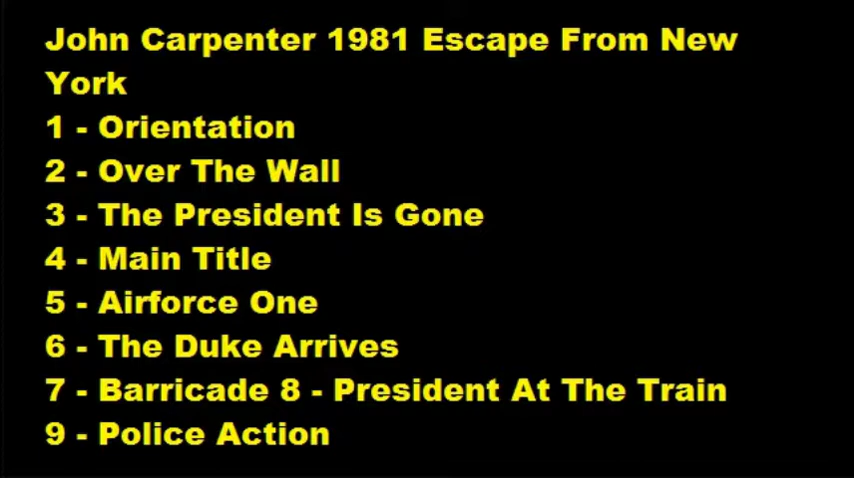 John Carpenter 1981 Escape From New
York
1 - Orientation
2 - Over The Wall
3 - The President Is Gone
4 - Main Title
5 - Airforce One
6 - The Duke Arrives
7 - Barricade 8 - President At The Train
9 - Police Action